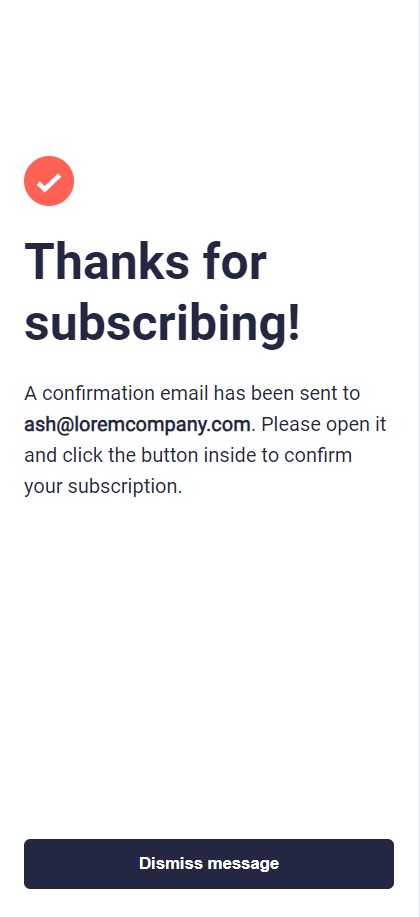 Thanks for
subscribing!
A confirmation email has been sent to
ash@loremcompany.com. Please open it
and click the button inside to confirm
your subscription.
Dismiss message